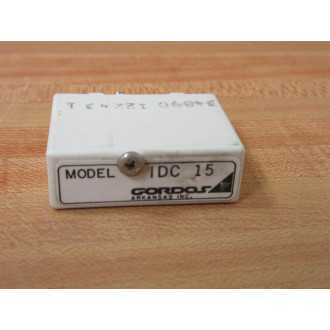 34890 12243 1
MODEL IDC 15
GORDOS
ARKANSAS INC.